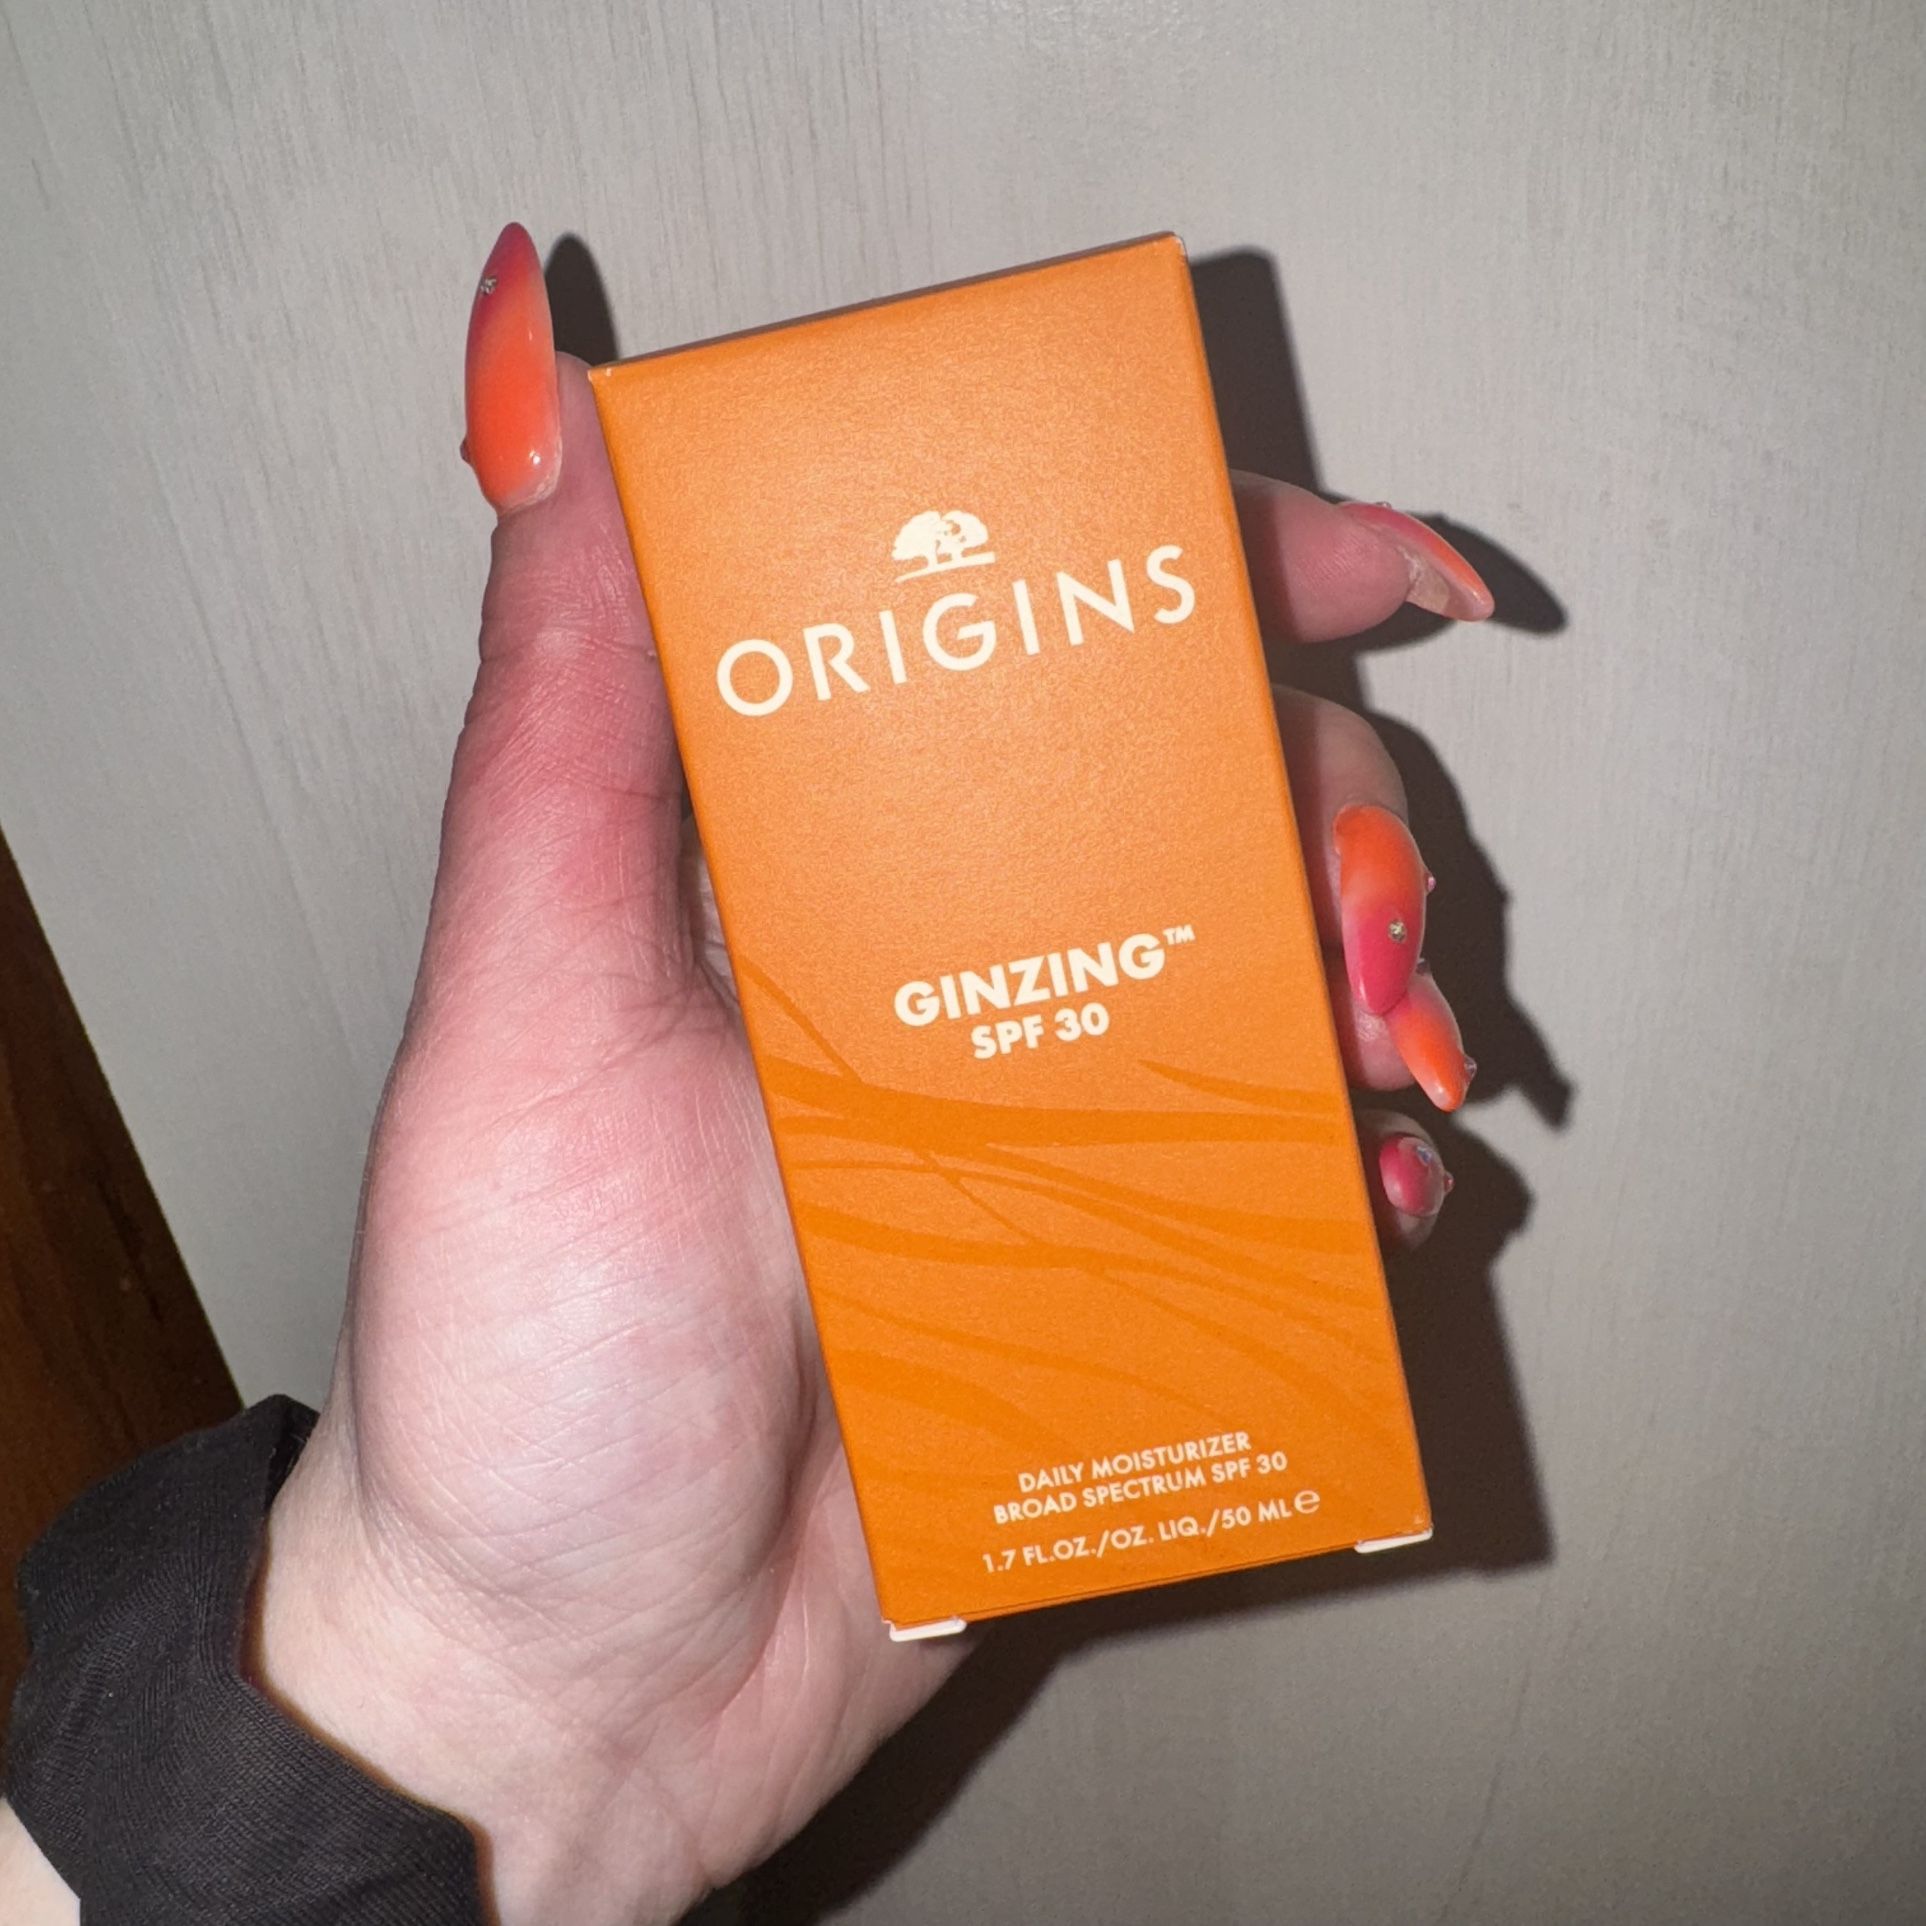 ORIGINS
GINZING™
SPF 30
DAILY MOISTURIZER
BROAD SPECTRUM SPF 30
1.7 FL.OZ./OZ. LIQ./50 ML ℮